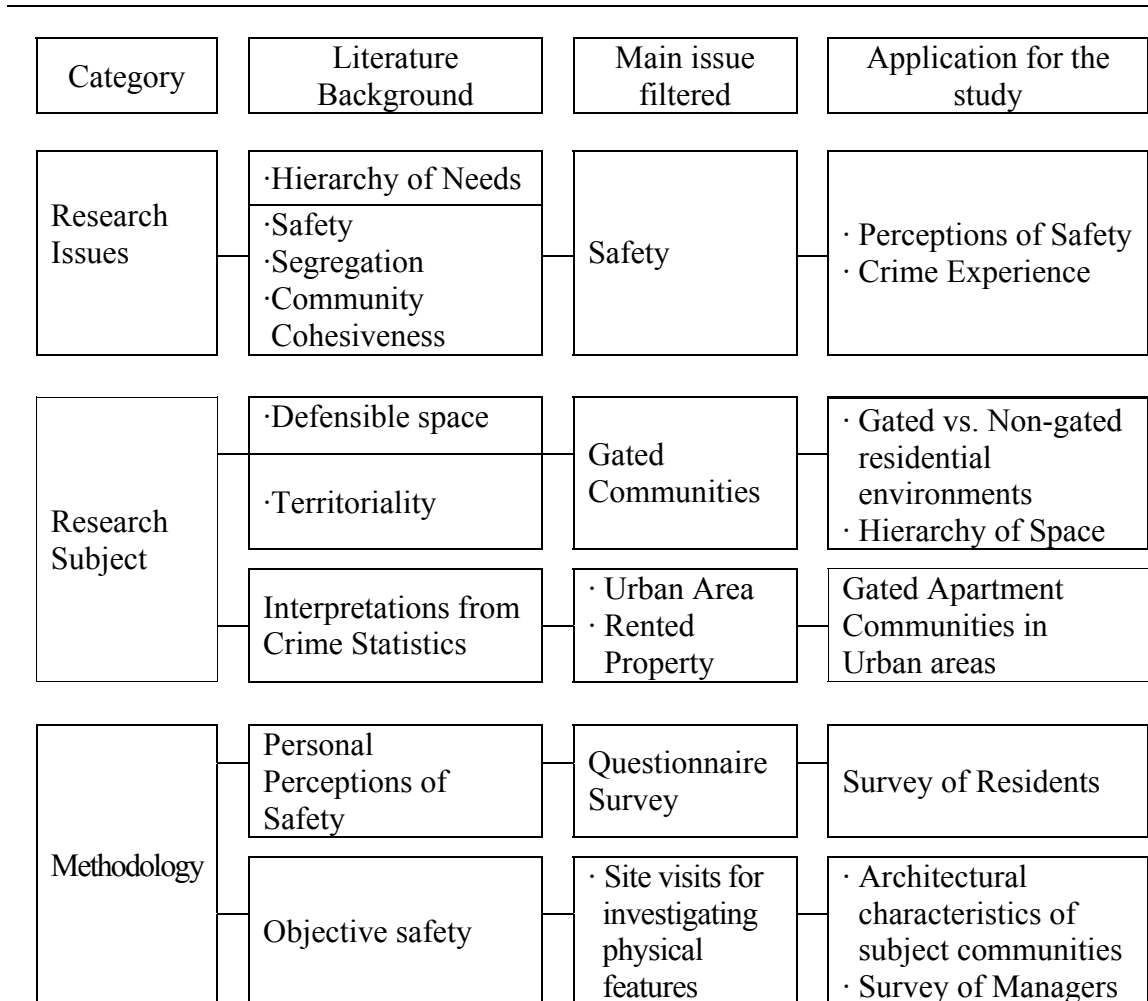 Category
Literature
Background
Main issue
filtered
Application for the
study
Research
Issues
·Hierarchy of Needs
·Safety
·Segregation
·Community
Cohesiveness
Safety
· Perceptions of Safety
· Crime Experience
Research
Subject
·Defensible space
·Territoriality
Gated
Communities
· Gated vs. Non-gated
residential
environments
· Hierarchy of Space
Interpretations from
Crime Statistics
· Urban Area
· Rented
Property
Gated Apartment
Communities in
Urban areas
Methodology
Personal
Perceptions of
Safety
Questionnaire
Survey
Survey of Residents
Objective safety
· Site visits for
investigating
physical
features
· Architectural
characteristics of
subject communities
· Survey of Managers